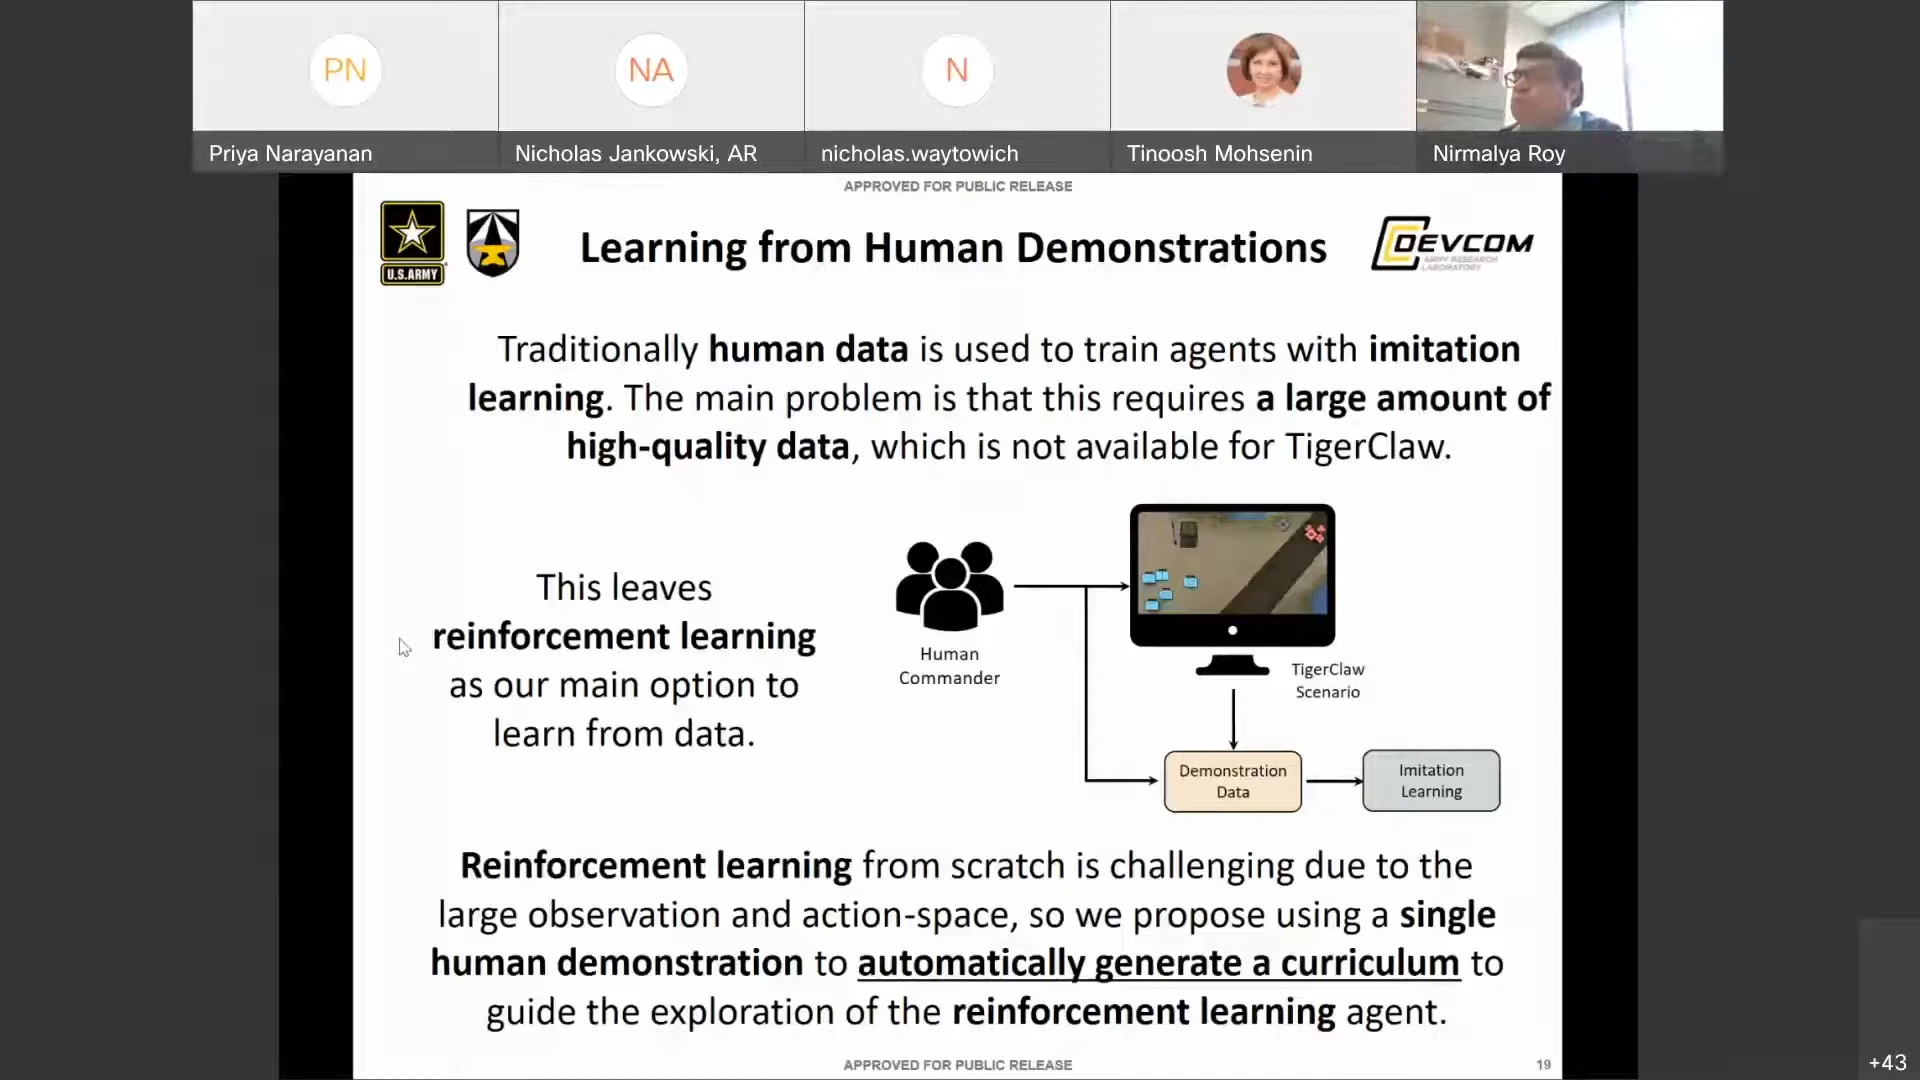 PN
NA
N
Priya Narayanan
Nicholas Jankowski, AR
nicholas.waytowich
Tinoosh Mohsenin
Nirmalya Roy
APPROVED FOR PUBLIC RELEASE
U.S.ARMY
Learning from Human Demonstrations
DEVCOM
ARMY RESEARCH
LABORATORY
Traditionally human data is used to train agents with imitation
learning. The main problem is that this requires a large amount of
high-quality data, which is not available for TigerClaw.
This leaves
reinforcement learning
as our main option to
learn from data.
Human
Commander
TigerClaw
Scenario
Demonstration
Data
Imitation
Learning
Reinforcement learning from scratch is challenging due to the
large observation and action-space, so we propose using a single
human demonstration to automatically generate a curriculum to
guide the exploration of the reinforcement learning agent.
APPROVED FOR PUBLIC RELEASE
19
+43